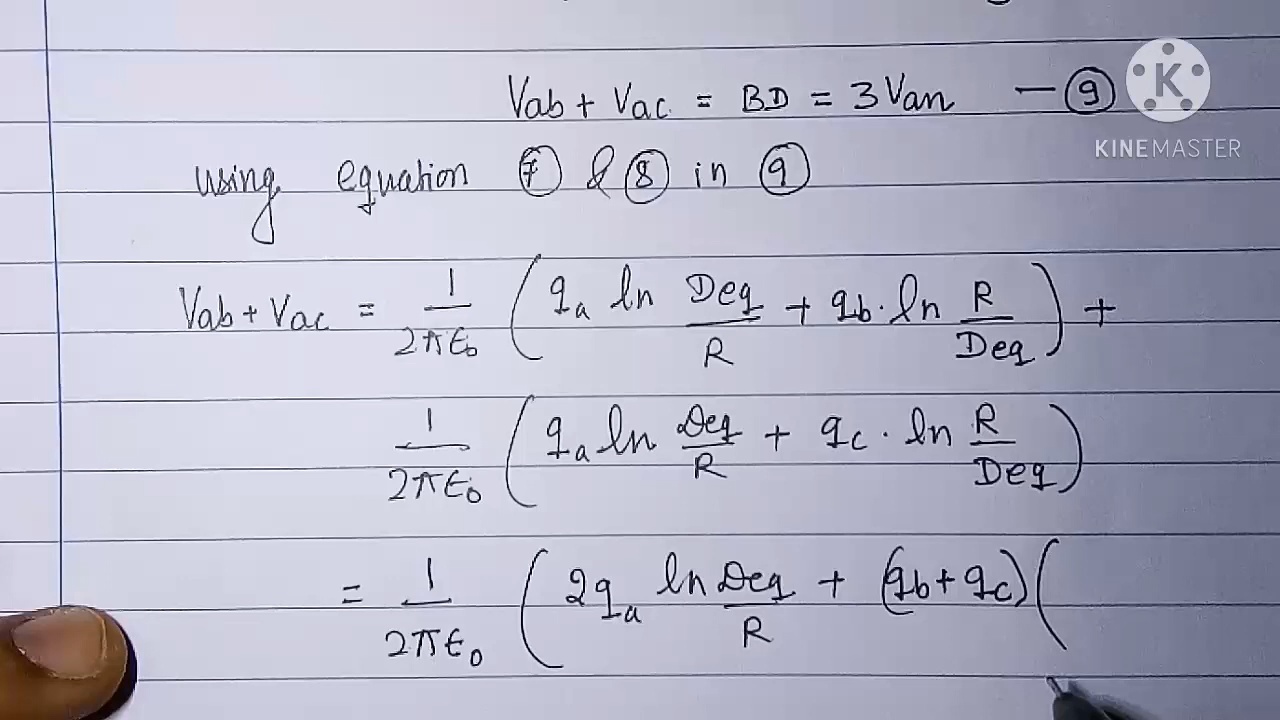 Vab + Vac = BD = 3Van — ⑨
K
KINEMASTER
using equation ⑦ & ⑧ in ⑨
Vab + Vac = 1/2πε₀ ( qa ln Deq/R + qb · ln R/Deq ) +
1/2πε₀ ( qa ln Deq/R + qc · ln R/Deq )
= 1/2πε₀ ( 2qa ln Deq/R + (qb + qc) (